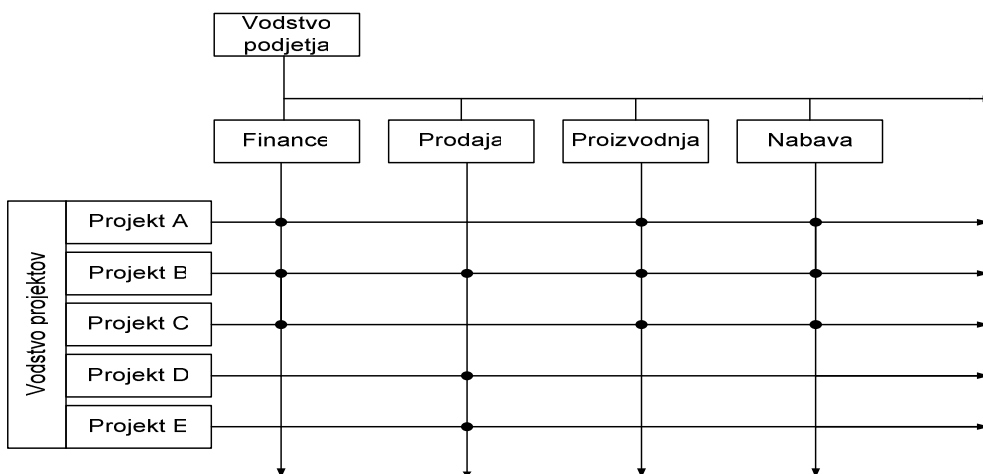 Vodstvo
podjetja
Finance
Prodaja
Proizvodnja
Nabava
Vodstvo projektov
Projekt A
Projekt B
Projekt C
Projekt D
Projekt E